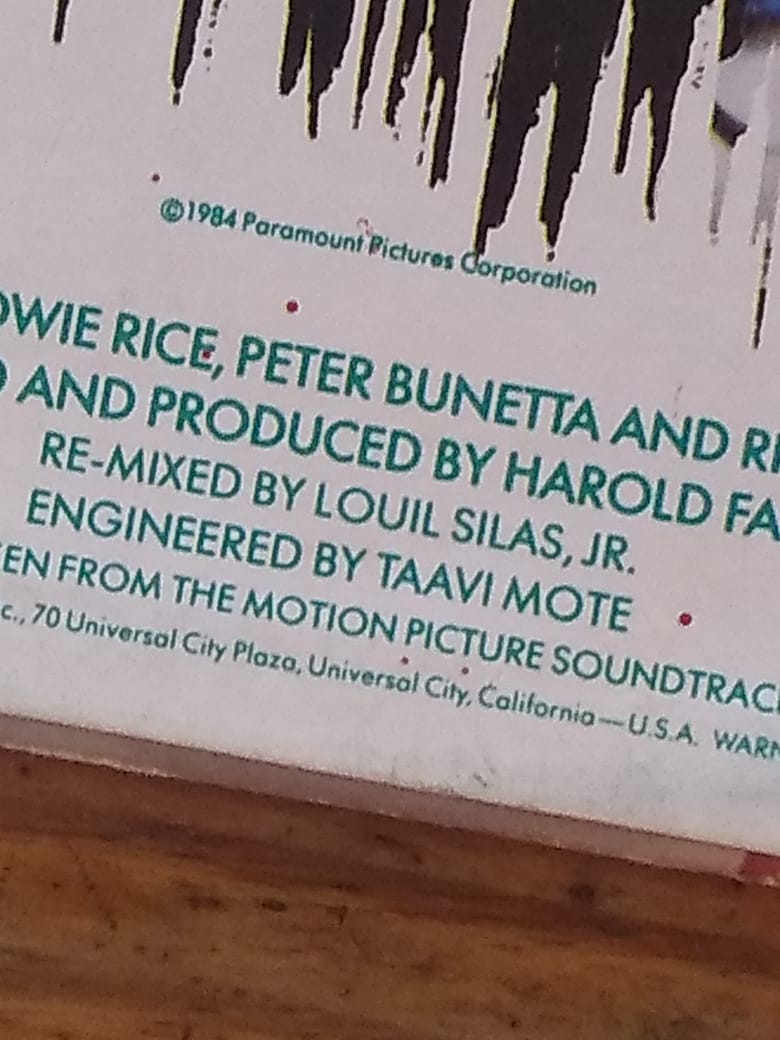 ©1984 Paramount Pictures Corporation
OWIE RICE, PETER BUNETTA AND RI
AND PRODUCED BY HAROLD FA
RE-MIXED BY LOUIL SILAS, JR.
ENGINEERED BY TAAVI MOTE
EN FROM THE MOTION PICTURE SOUNDTRAC
c., 70 Universal City Plaza, Universal City, California—U.S.A. WARN